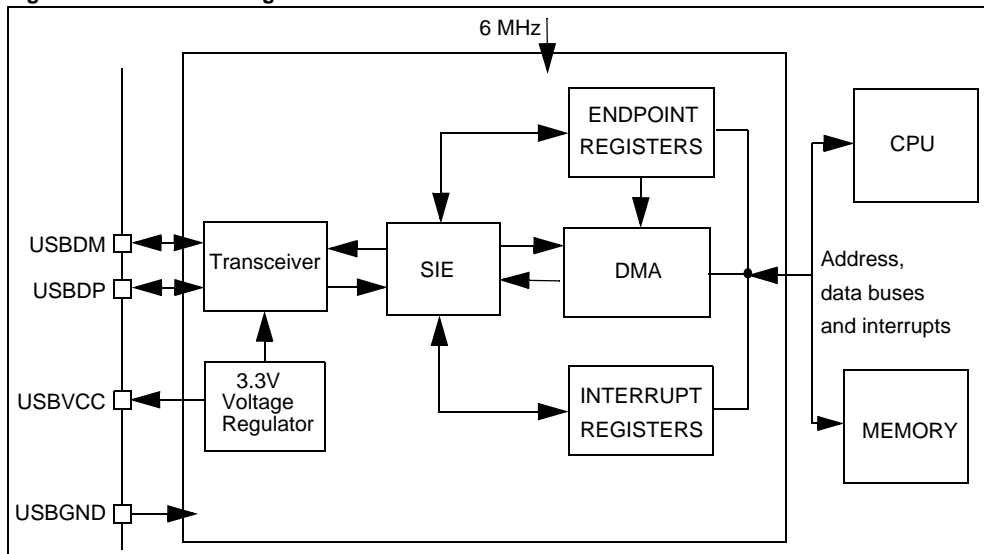 6 MHz
ENDPOINT
REGISTERS
CPU
USBDM
Transceiver
SIE
DMA
Address,
data buses
and interrupts
USBDP
3.3V
Voltage
Regulator
USBVCC
INTERRUPT
REGISTERS
MEMORY
USBGND